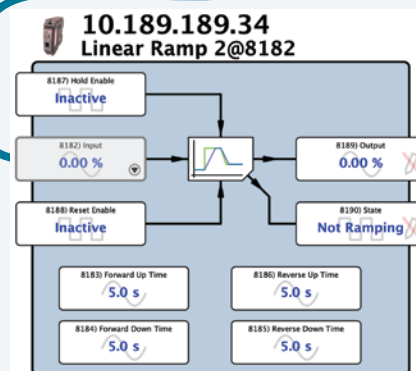 10.189.189.34
Linear Ramp 2@8182
8187) Hold Enable
Inactive
8182) Input
0.00 %
8189) Output
0.00 %
8188) Reset Enable
Inactive
8190) State
Not Ramping
8183) Forward Up Time
5.0 s
8186) Reverse Up Time
5.0 s
8184) Forward Down Time
5.0 s
8185) Reverse Down Time
5.0 s